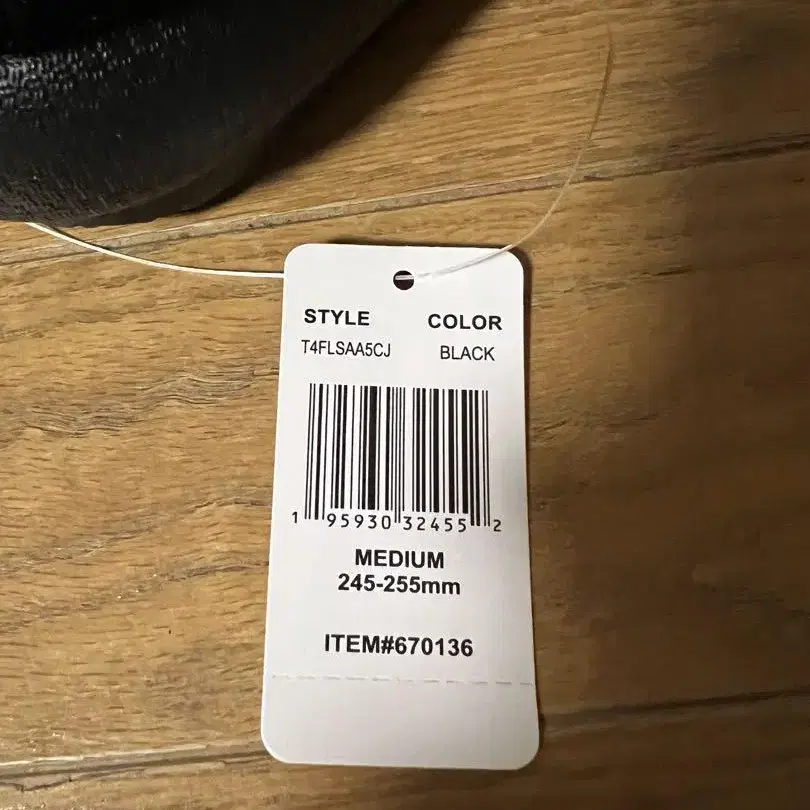 STYLE COLOR
T4FLSAA5CJ BLACK
1 95930 32455 2
MEDIUM
245-255mm
ITEM#670136